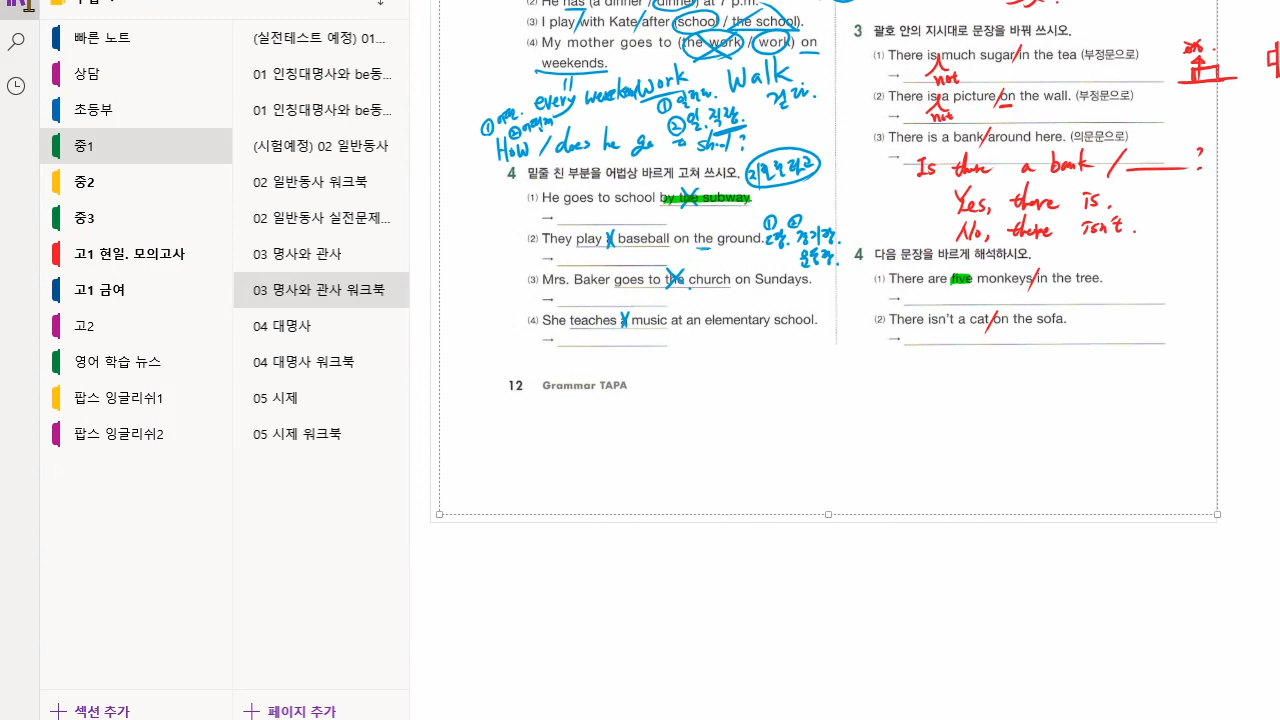 빠른 노트
상담
초등부
중1
중2
중3
고1 현일. 모의고사
고1 금여
고2
영어 학습 뉴스
팝스 잉글리쉬1
팝스 잉글리쉬2
섹션 추가
(실전테스트 예정) 01...
01 인칭대명사와 be동...
01 인칭대명사와 be동...
(시험예정) 02 일반동사
02 일반동사 워크북
02 일반동사 실전문제...
03 명사와 관사
03 명사와 관사 워크북
04 대명사
04 대명사 워크북
05 시제
05 시제 워크북
페이지 추가
(2) He has (a dinner / dinner) at 7 p.m.
(3) I play with Kate after (school / the school).
(4) My mother goes to (the work / work) on
weekends.
every
work
walk
걷다.
② 일. 직장.
How / does he go
?
4 밑줄 친 부분을 어법상 바르게 고쳐 쓰시오.
(1) He goes to school by the subway.
→
(2) They play a baseball on the ground.
→
① ②
운동장.
(3) Mrs. Baker goes to the church on Sundays.
→
(4) She teaches a music at an elementary school.
→
12 Grammar TAPA
3 괄호 안의 지시대로 문장을 바꿔 쓰시오.
(1) There is much sugar in the tea (부정문으로)
→
not
(2) There is a picture on the wall. (부정문으로)
→
not
(3) There is a bank around here. (의문문으로)
→
Is there a bank / ?
Yes, there is.
No, there isn't.
4 다음 문장을 바르게 해석하시오.
(1) There are five monkeys in the tree.
→
(2) There isn't a cat on the sofa.
→